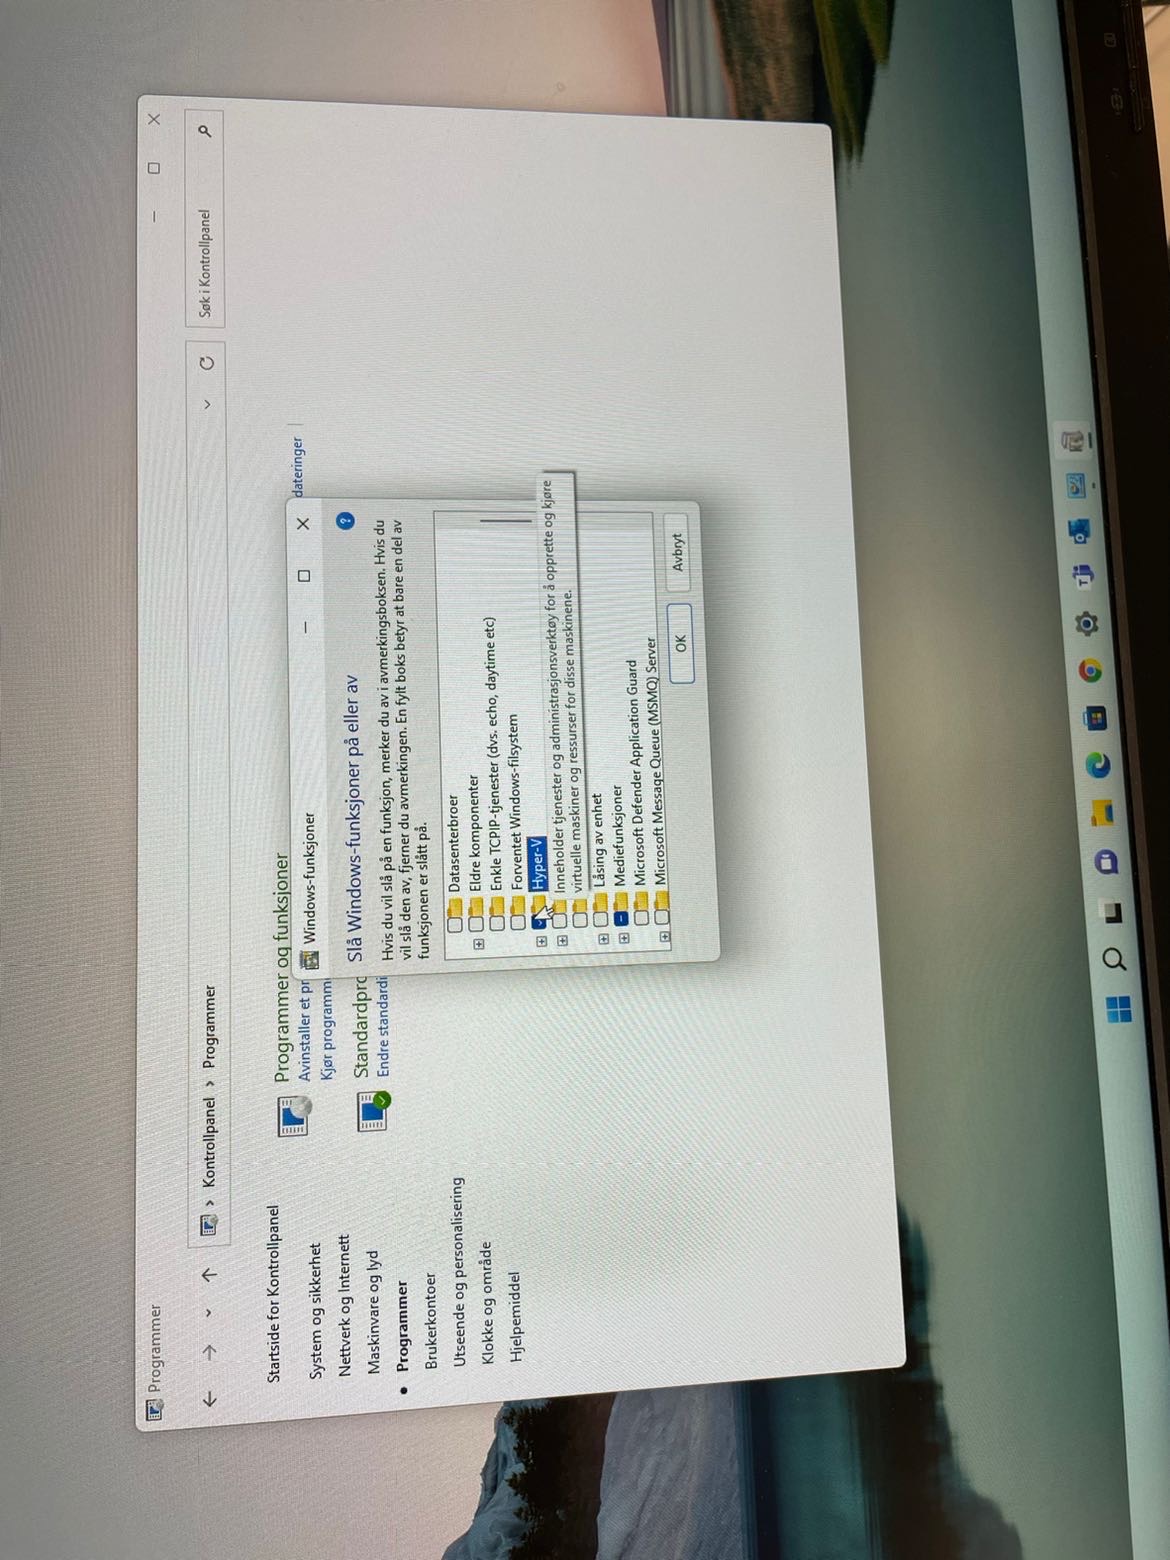 Programmer
Kontrollpanel
Programmer
Søk i Kontrollpanel
Startside for Kontrollpanel
System og sikkerhet
Nettverk og Internett
Maskinvare og lyd
Programmer
Brukerkontoer
Utseende og personalisering
Klokke og område
Hjelpemiddel
Programmer og funksjoner
Avinstaller et pr
dateringer
Kjør programm
Standardpro
Endre standardi
Windows-funksjoner
Slå Windows-funksjoner på eller av
Hvis du vil slå på en funksjon, merker du av i avmerkingsboksen. Hvis du
vil slå den av, fjerner du avmerkingen. En fylt boks betyr at bare en del av
funksjonen er slått på.
Datasenterbroer
Eldre komponenter
Enkle TCPIP-tjenester (dvs. echo, daytime etc)
Forventet Windows-filsystem
Hyper-V
Inneholder tjenester og administrasjonsverktøy for å opprette og kjøre
virtuelle maskiner og ressurser for disse maskinene.
Låsing av enhet
Mediefunksjoner
Microsoft Defender Application Guard
Microsoft Message Queue (MSMQ) Server
OK
Avbryt